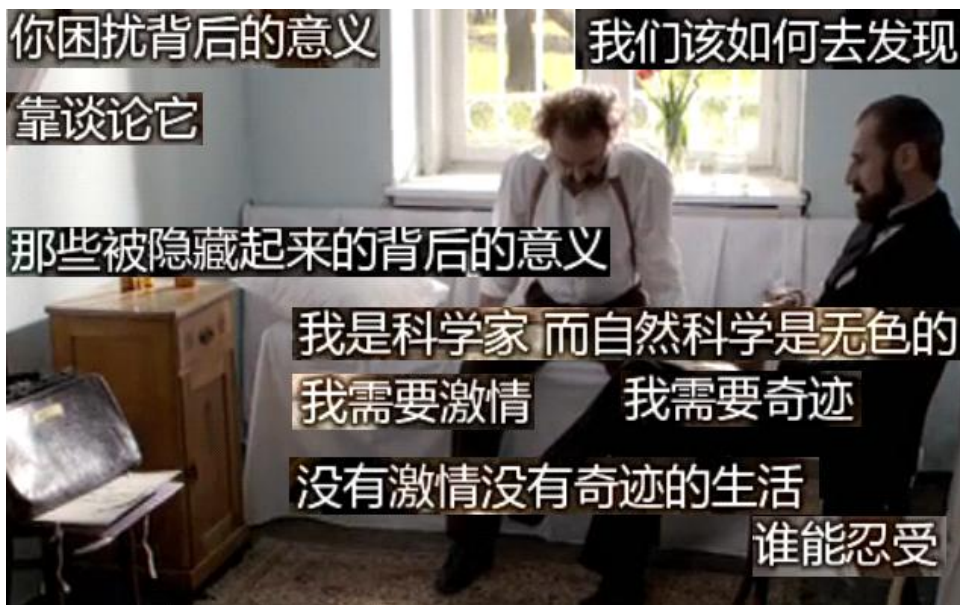 你困扰背后的意义
我们该如何去发现
靠谈论它
那些被隐藏起来的背后的意义
我是科学家 而自然科学是无色的
我需要激情
我需要奇迹
没有激情没有奇迹的生活
谁能忍受